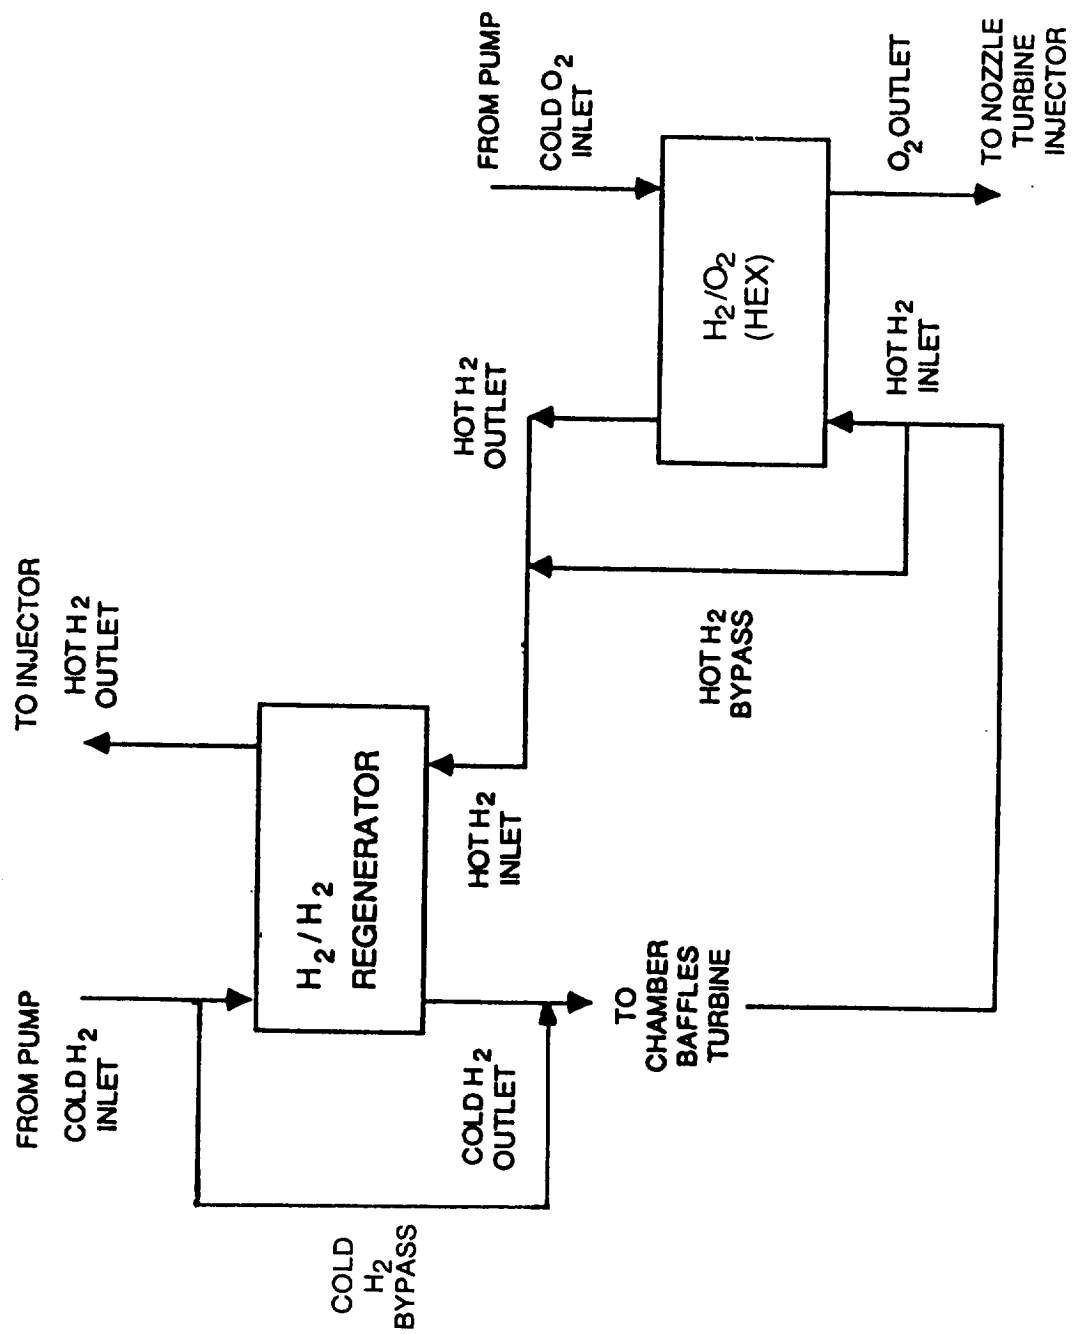 FROM PUMP
COLD H2
INLET
TO INJECTOR
HOT H2
OUTLET
COLD
H2
BYPASS
H2/H2
REGENERATOR
COLD H2
OUTLET
HOT H2
INLET
TO
CHAMBER
BAFFLES
TURBINE
HOT H2
BYPASS
HOT H2
OUTLET
FROM PUMP
COLD O2
INLET
H2/O2
(HEX)
HOT H2
INLET
O2 OUTLET
TO NOZZLE
TURBINE
INJECTOR